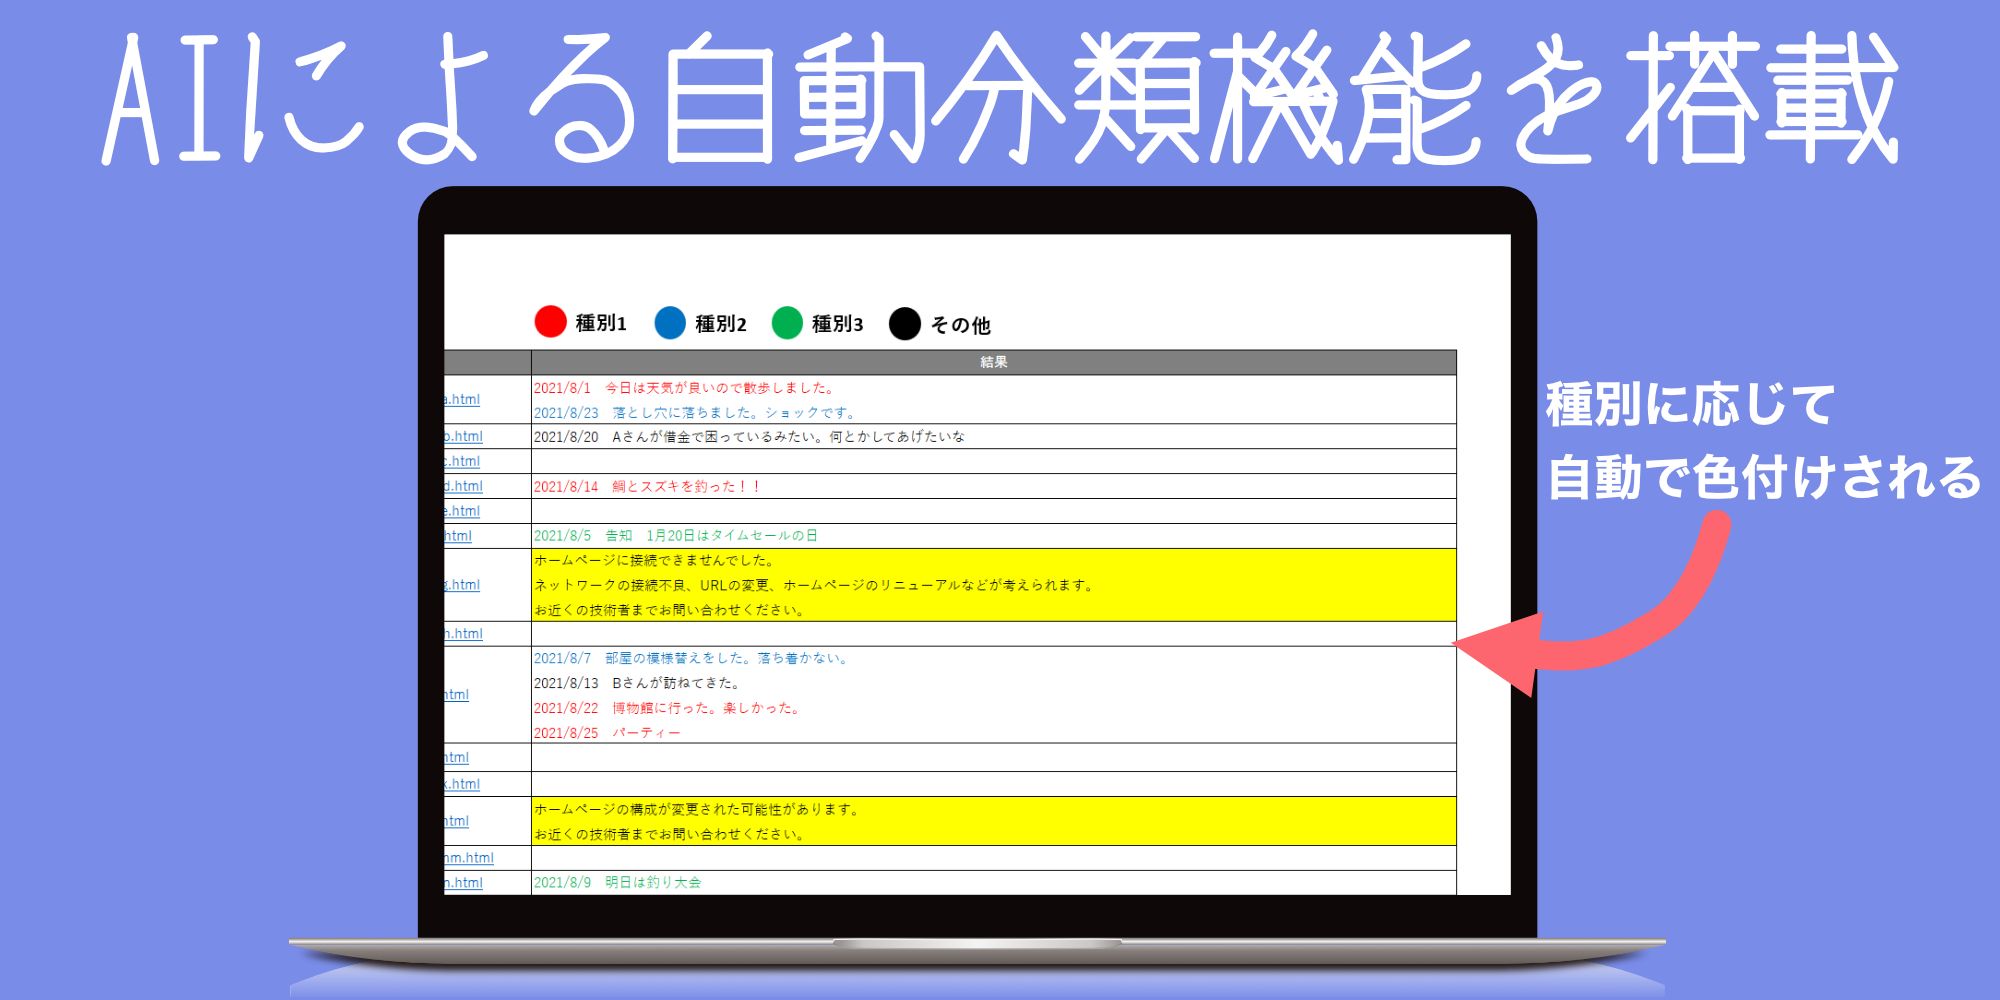 AIによる自動分類機能を搭載
種別1 種別2 種別3 その他
結果
a.html
2021/8/1 今日は天気が良いので散歩しました。
2021/8/23 落とし穴に落ちました。ショックです。
b.html 2021/8/20 Aさんが借金で困っているみたい。何とかしてあげたいな
c.html
d.html 2021/8/14 鯛とスズキを釣った！！
e.html
html 2021/8/5 告知 1月20日はタイムセールの日
g.html
ホームページに接続できませんでした。
ネットワークの接続不良、URLの変更、ホームページのリニューアルなどが考えられます。
お近くの技術者までお問い合わせください。
h.html
html
2021/8/7 部屋の模様替えをした。落ち着かない。
2021/8/13 Bさんが訪ねてきた。
2021/8/22 博物館に行った。楽しかった。
2021/8/25 パーティー
html
k.html
html
ホームページの構成が変更された可能性があります。
お近くの技術者までお問い合わせください。
mm.html
n.html 2021/8/9 明日は釣り大会
種別に応じて
自動で色付けされる